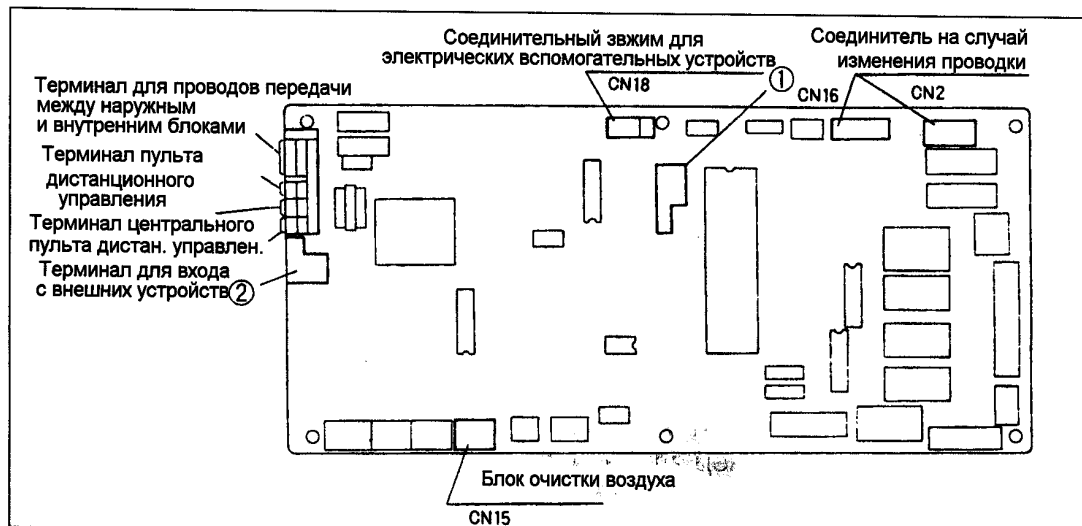 Соединительный звжим для
электрических вспомогательных устройств
①
CN18
Соединитель на случай
изменения проводки
CN16
CN2
Терминал для проводов передачи
между наружным
и внутренним блоками
Терминал пульта
дистанционного
управления
Терминал центрального
пульта дистан. управлен.
Терминал для входа
с внешних устройств②
Блок очистки воздуха
CN15